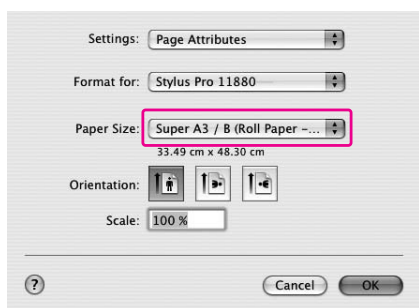 Settings: Page Attributes
Format for: Stylus Pro 11880
Paper Size: Super A3 / B (Roll Paper –...
33.49 cm x 48.30 cm
Orientation:
Scale: 100 %
? Cancel OK